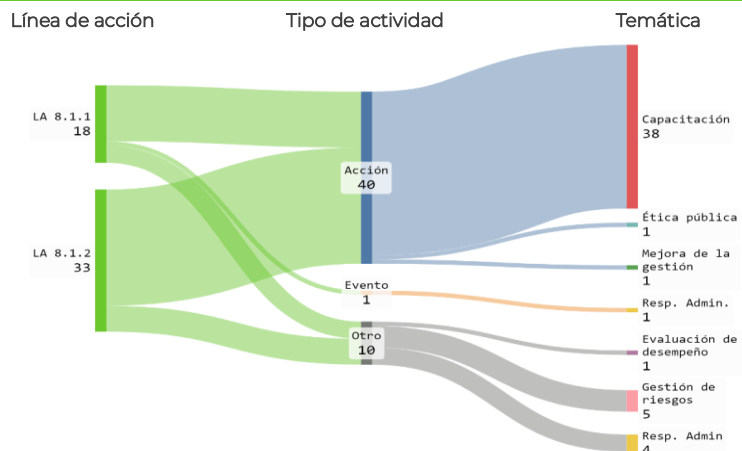 Línea de acción
Tipo de actividad
Temática
LA 8.1.1
18
LA 8.1.2
33
Acción
40
Evento
1
Otro
10
Capacitación
38
Ética pública
1
Mejora de la
gestión
1
Resp. Admin.
1
Evaluación de
desempeño
1
Gestión de
riesgos
5
Resp. Admin
4